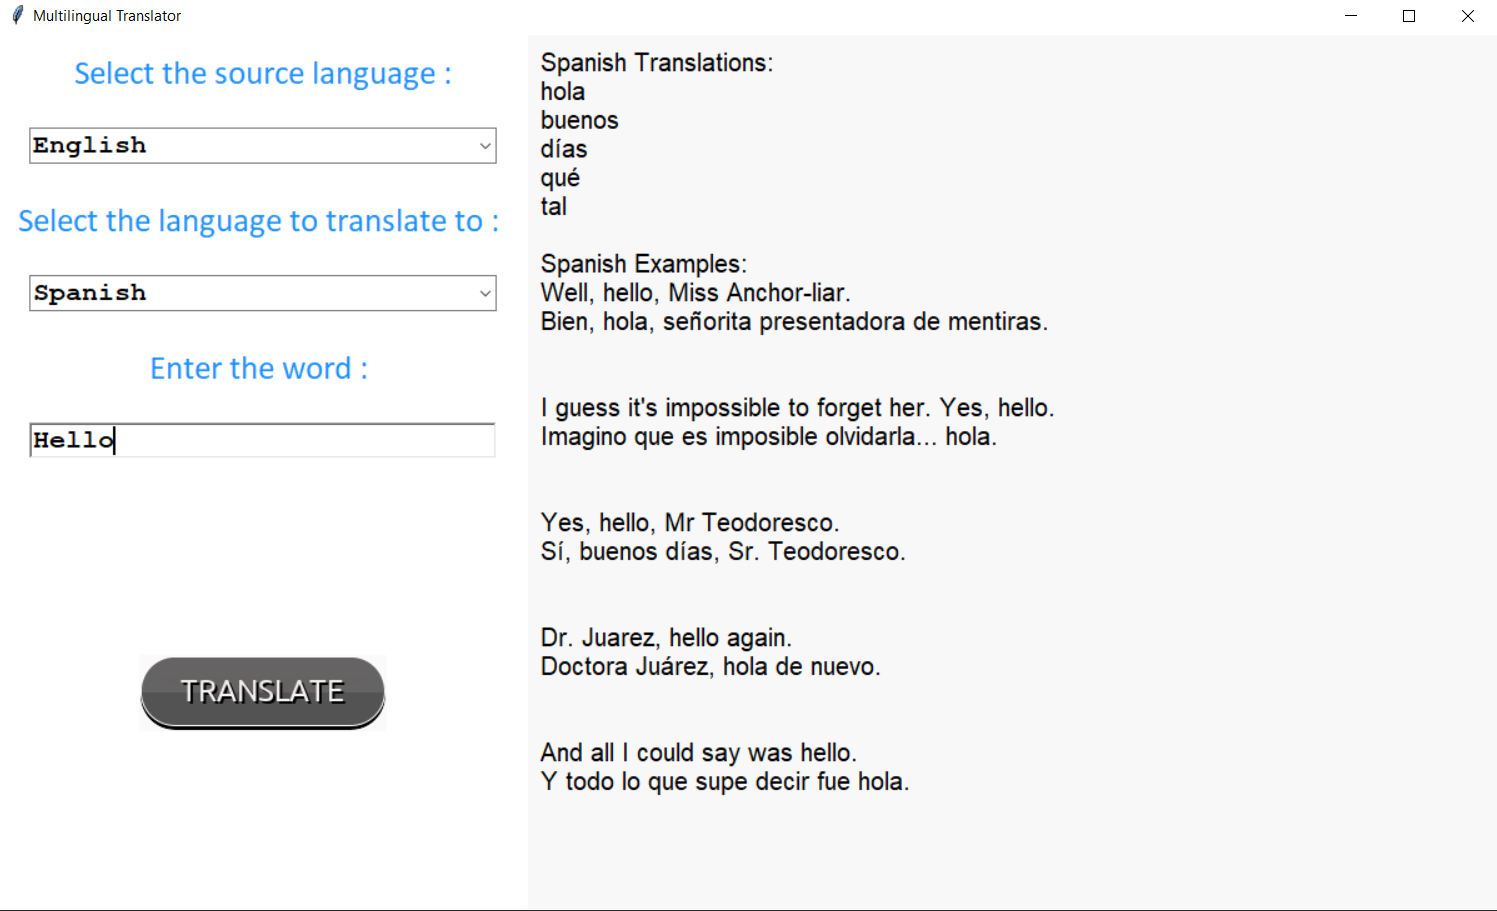 Multilingual Translator
Select the source language :
English
Select the language to translate to :
Spanish
Enter the word :
Hello
TRANSLATE
Spanish Translations:
hola
buenos
días
qué
tal
Spanish Examples:
Well, hello, Miss Anchor-liar.
Bien, hola, señorita presentadora de mentiras.
I guess it's impossible to forget her. Yes, hello.
Imagino que es imposible olvidarla... hola.
Yes, hello, Mr Teodoresco.
Sí, buenos días, Sr. Teodoresco.
Dr. Juarez, hello again.
Doctora Juárez, hola de nuevo.
And all I could say was hello.
Y todo lo que supe decir fue hola.